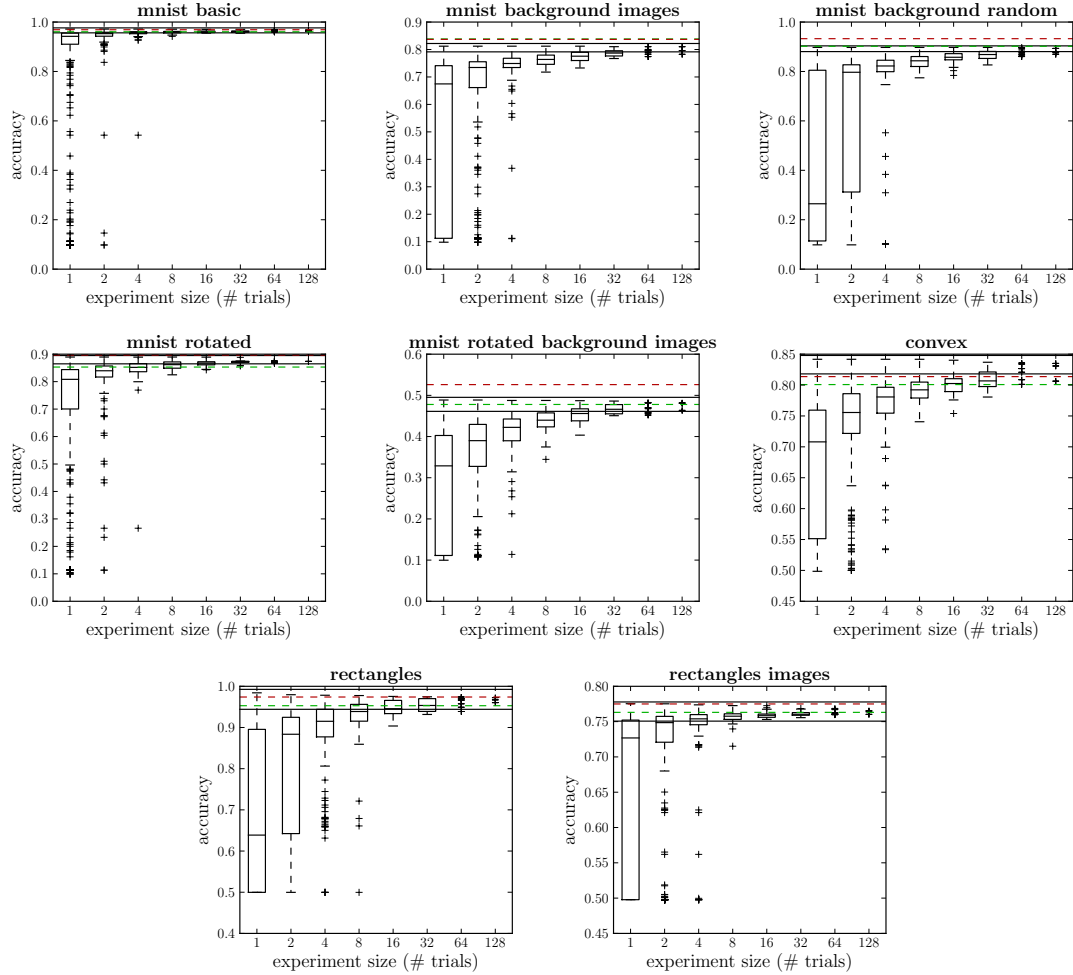 mnist basic
1.0
0.8
0.6
0.4
0.2
0.0
accuracy
1 2 4 8 16 32 64 128
experiment size (# trials)
mnist background images
0.9
0.8
0.7
0.6
0.5
0.4
0.3
0.2
0.1
accuracy
1 2 4 8 16 32 64 128
experiment size (# trials)
mnist background random
1.0
0.8
0.6
0.4
0.2
0.0
accuracy
1 2 4 8 16 32 64 128
experiment size (# trials)
mnist rotated
0.9
0.8
0.7
0.6
0.5
0.4
0.3
0.2
0.1
0.0
accuracy
1 2 4 8 16 32 64 128
experiment size (# trials)
mnist rotated background images
0.6
0.5
0.4
0.3
0.2
0.1
0.0
accuracy
1 2 4 8 16 32 64 128
experiment size (# trials)
convex
0.85
0.80
0.75
0.70
0.65
0.60
0.55
0.50
0.45
accuracy
1 2 4 8 16 32 64 128
experiment size (# trials)
rectangles
1.0
0.9
0.8
0.7
0.6
0.5
0.4
accuracy
1 2 4 8 16 32 64 128
experiment size (# trials)
rectangles images
0.80
0.75
0.70
0.65
0.60
0.55
0.50
0.45
accuracy
1 2 4 8 16 32 64 128
experiment size (# trials)